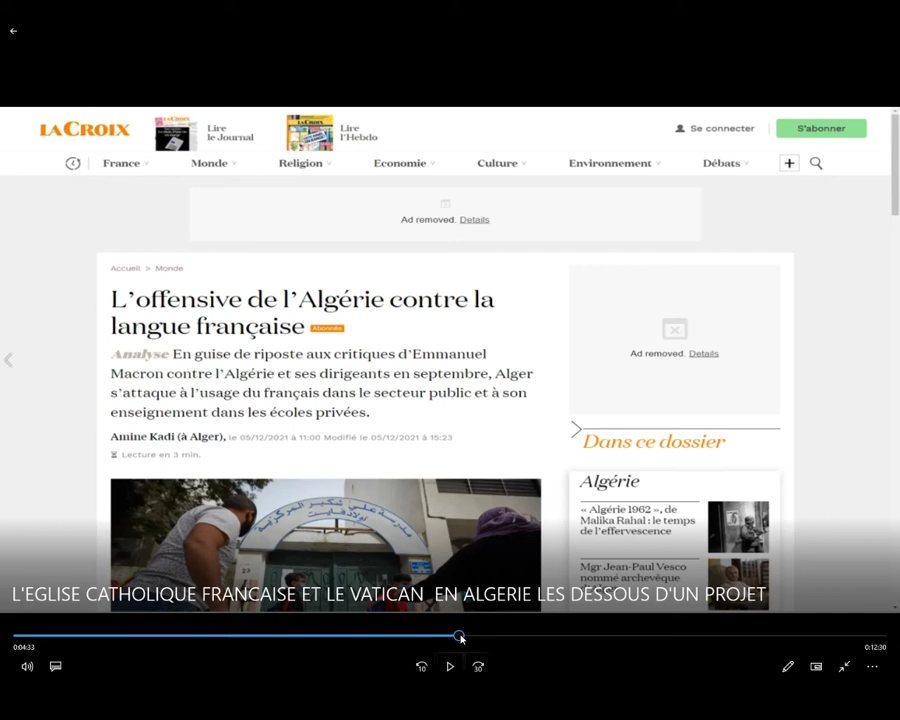 LA CROIX
Lire
le Journal
Lire
l'Hebdo
Se connecter
S'abonner
France
Monde
Religion
Economie
Culture
Environnement
Débats
Ad removed. Details
Accueil > Monde
L'offensive de l'Algérie contre la
langue française Abonnés
Analyse En guise de riposte aux critiques d'Emmanuel
Macron contre l'Algérie et ses dirigeants en septembre, Alger
s'attaque à l'usage du français dans le secteur public et à son
enseignement dans les écoles privées.
Amine Kadi (à Alger), le 05/12/2021 à 11:00 Modifié le 05/12/2021 à 15:23
Lecture en 3 min.
Ad removed. Details
Dans ce dossier
Algérie
« Algérie 1962 », de
Malika Rahal : le temps
de l'effervescence
Mgr Jean-Paul Vesco
nommé archevêque
L'EGLISE CATHOLIQUE FRANCAISE ET LE VATICAN EN ALGERIE LES DESSOUS D'UN PROJET
0:04:33
0:12:30
10
30